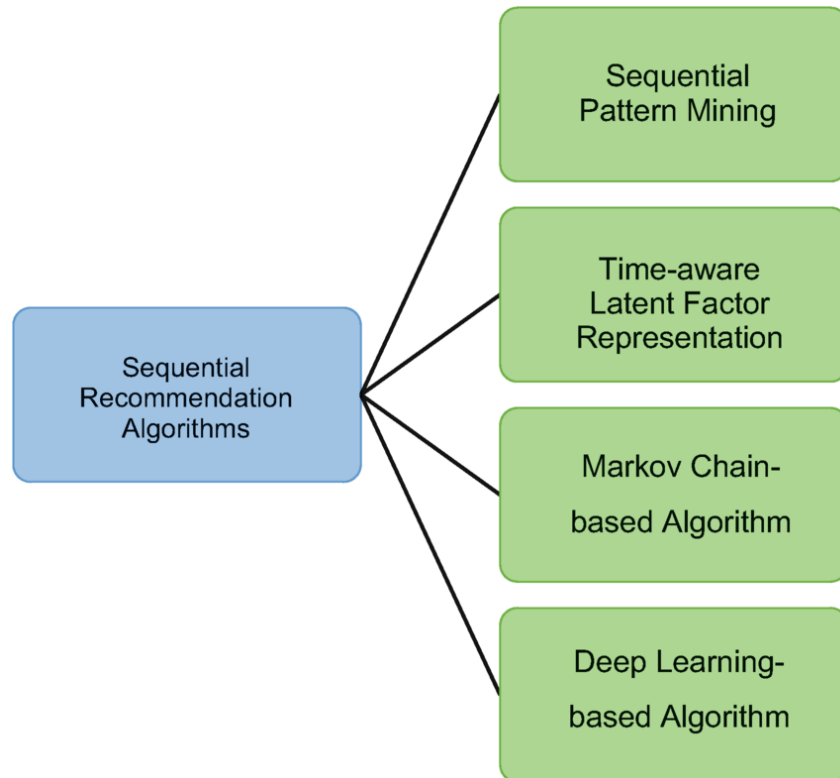 Sequential
Pattern Mining
Time-aware
Latent Factor
Representation
Sequential
Recommendation
Algorithms
Markov Chain-
based Algorithm
Deep Learning-
based Algorithm